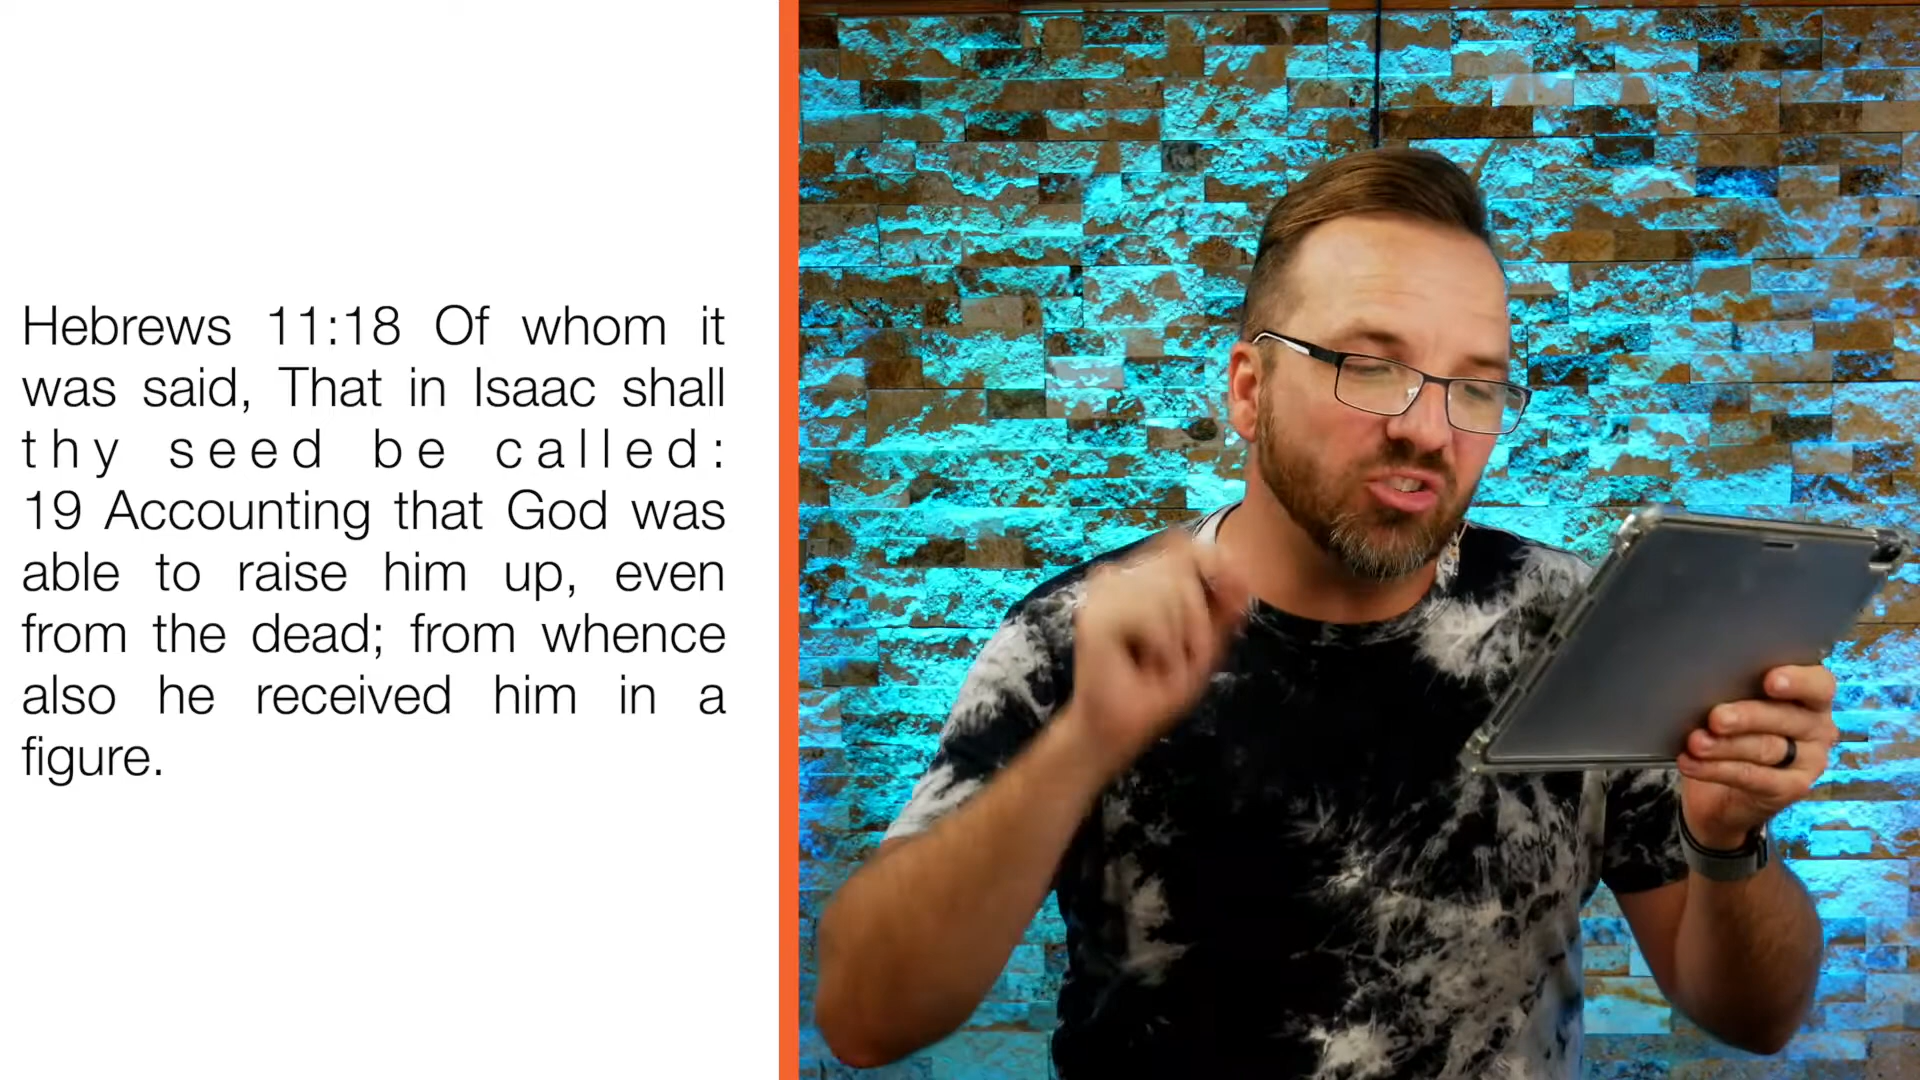 Hebrews 11:18 Of whom it
was said, That in Isaac shall
thy seed be called:
19 Accounting that God was
able to raise him up, even
from the dead; from whence
also he received him in a
figure.